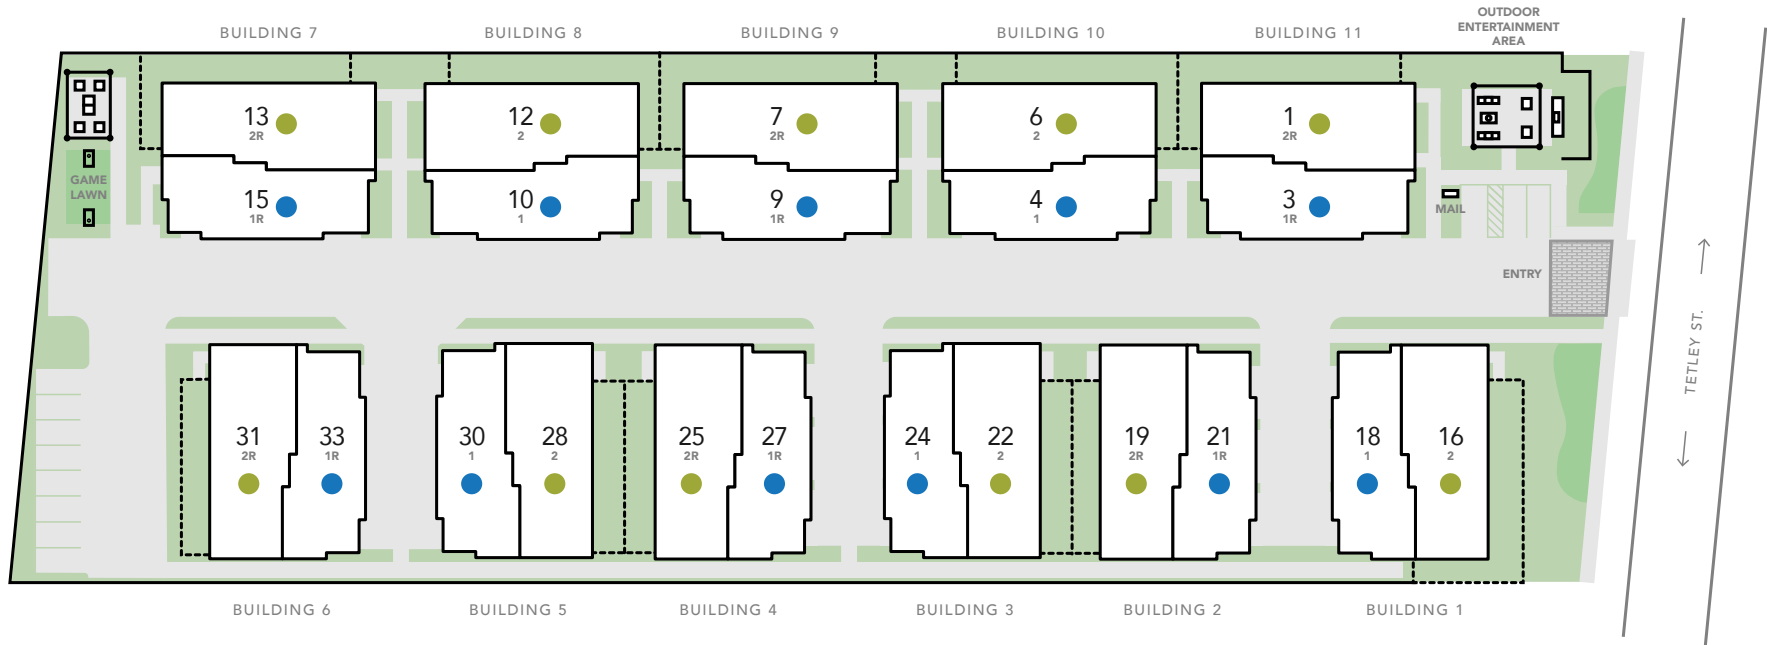 BUILDING 7
BUILDING 8
BUILDING 9
BUILDING 10
BUILDING 11
OUTDOOR
ENTERTAINMENT
AREA
13
2R
12
2
7
2R
6
2
1
2R
GAME
LAWN
15
1R
10
1
9
1R
4
1
3
1R
MAIL
ENTRY
TETLEY ST.
31
2R
33
1R
30
1
28
2
25
2R
27
1R
24
1
22
2
19
2R
21
1R
18
1
16
2
BUILDING 6
BUILDING 5
BUILDING 4
BUILDING 3
BUILDING 2
BUILDING 1